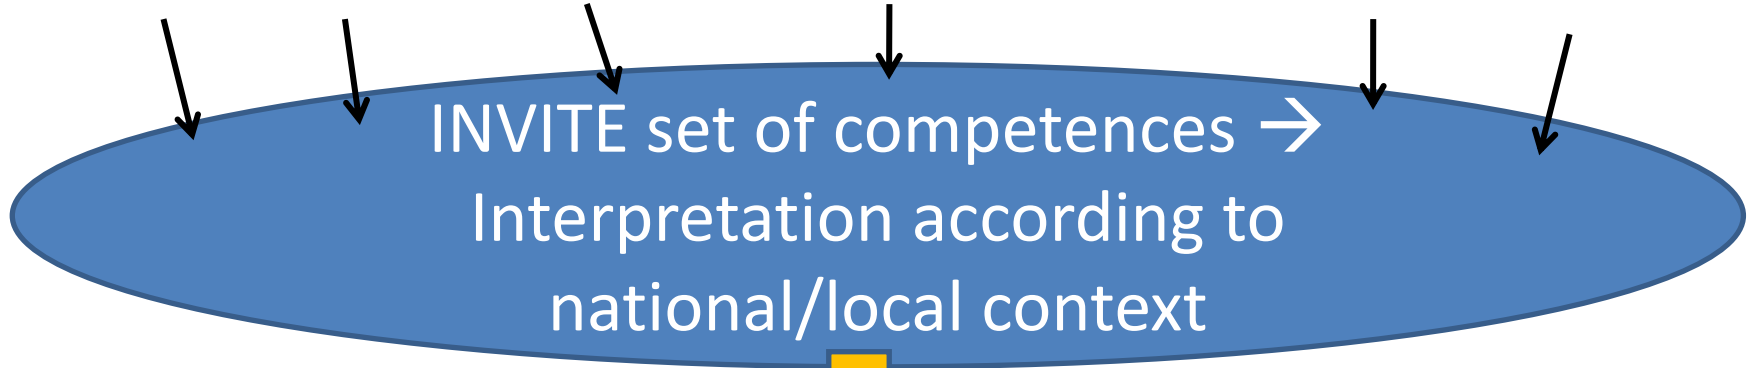 INVITE set of competences →
Interpretation according to
national/local context